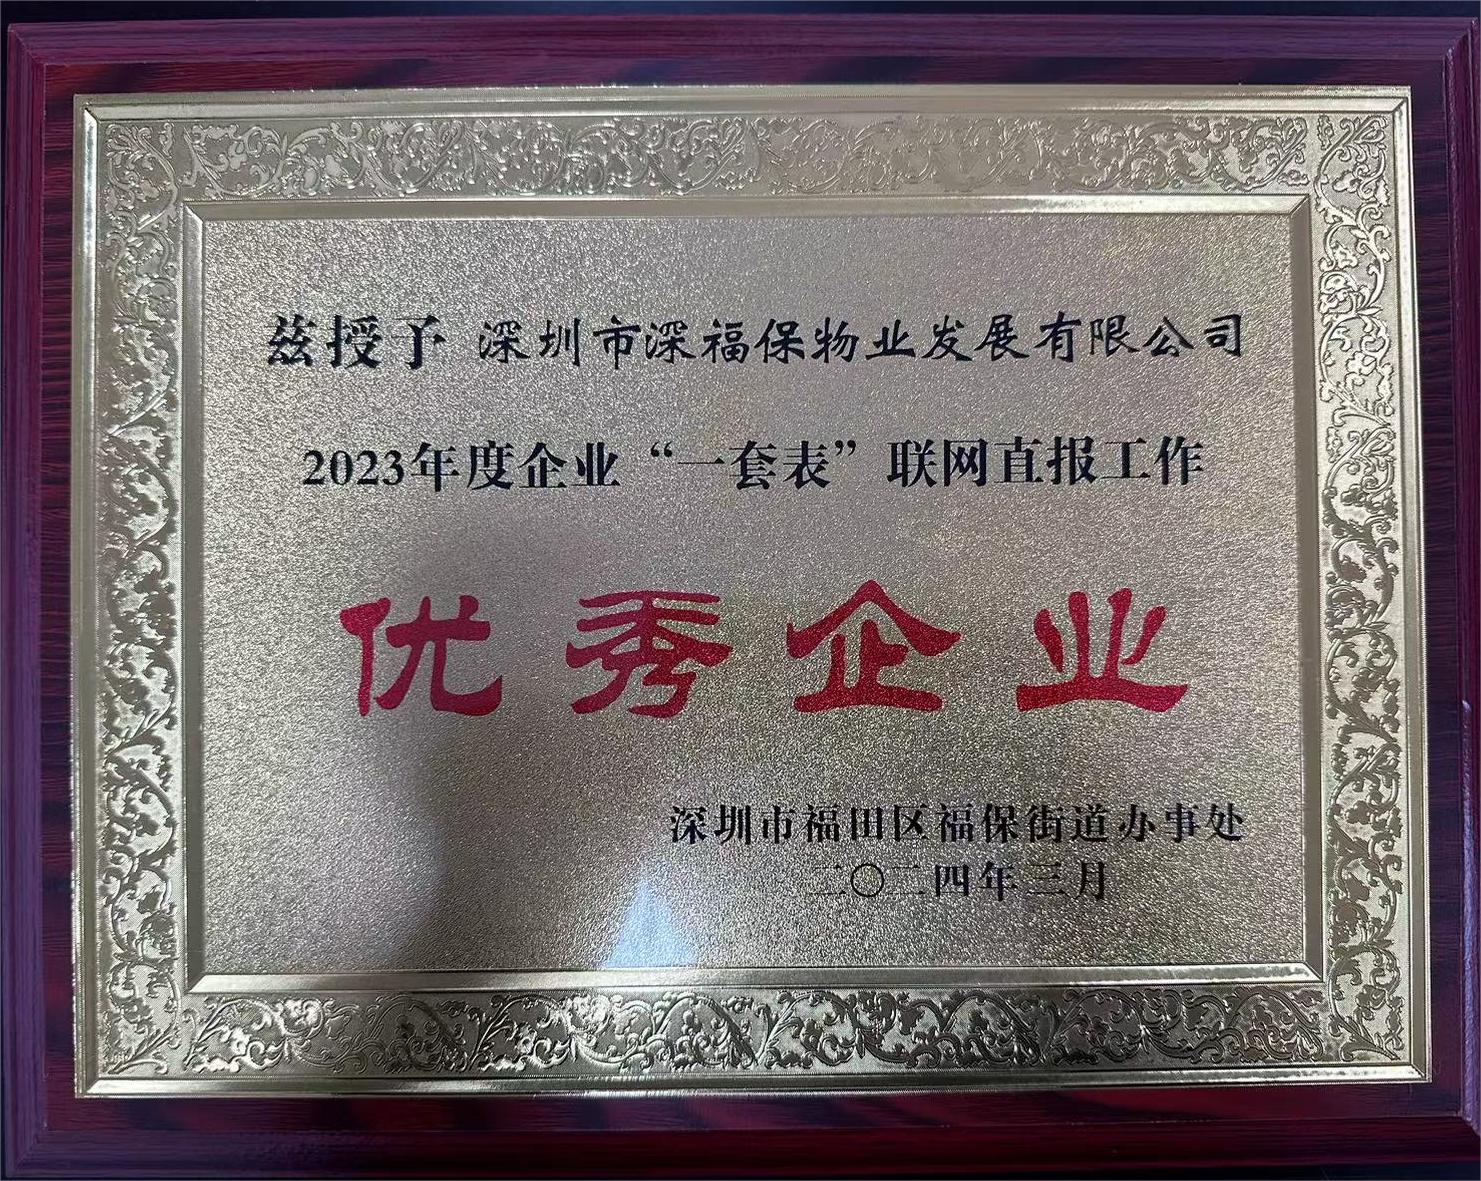 兹授予 深圳市深福保物业发展有限公司
2023年度企业“一套表”联网直报工作
优秀企业
深圳市福田区福保街道办事处
二〇二四年三月